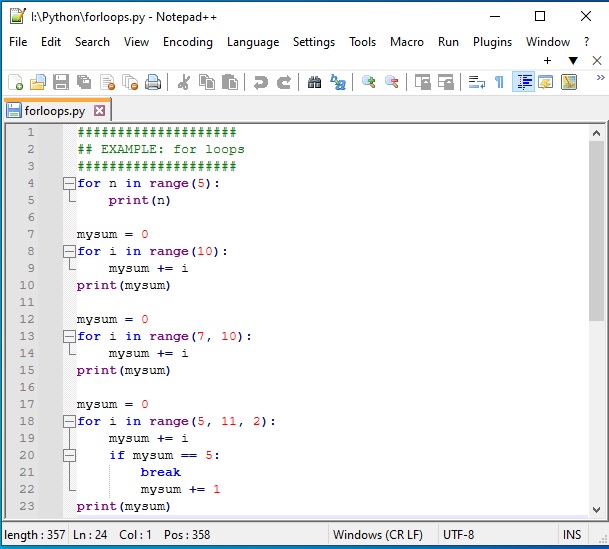 I:\Python\forloops.py - Notepad++
File Edit Search View Encoding Language Settings Tools Macro Run Plugins Window ?
+ ▼ X
forloops.py
1 ####################
2 ## EXAMPLE: for loops
3 ####################
4 for n in range(5):
5     print(n)
6
7 mysum = 0
8 for i in range(10):
9     mysum += i
10 print(mysum)
11
12 mysum = 0
13 for i in range(7, 10):
14     mysum += i
15 print(mysum)
16
17 mysum = 0
18 for i in range(5, 11, 2):
19     mysum += i
20     if mysum == 5:
21         break
22         mysum += 1
23 print(mysum)
length : 357 Ln : 24 Col : 1 Pos : 358 Windows (CR LF) UTF-8 INS